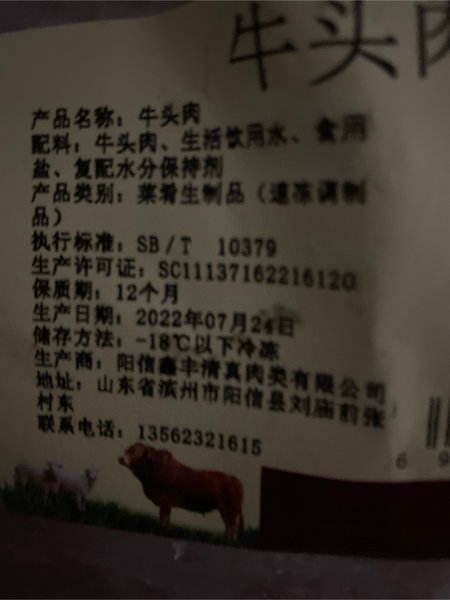 牛头肉
产品名称：牛头肉
配料：牛头肉、生活饮用水、食用
盐、复配水分保持剂
产品类别：菜肴生制品（速冻调制
品）
执行标准：SB/T 10379
生产许可证：SC11137162216120
保质期：12个月
生产日期：2022年07月24日
储存方法：-18℃以下冷冻
生产商：阳信鑫丰清真肉类有限公司
地址：山东省滨州市阳信县刘庙前张
村东
联系电话：13562321615
6 9